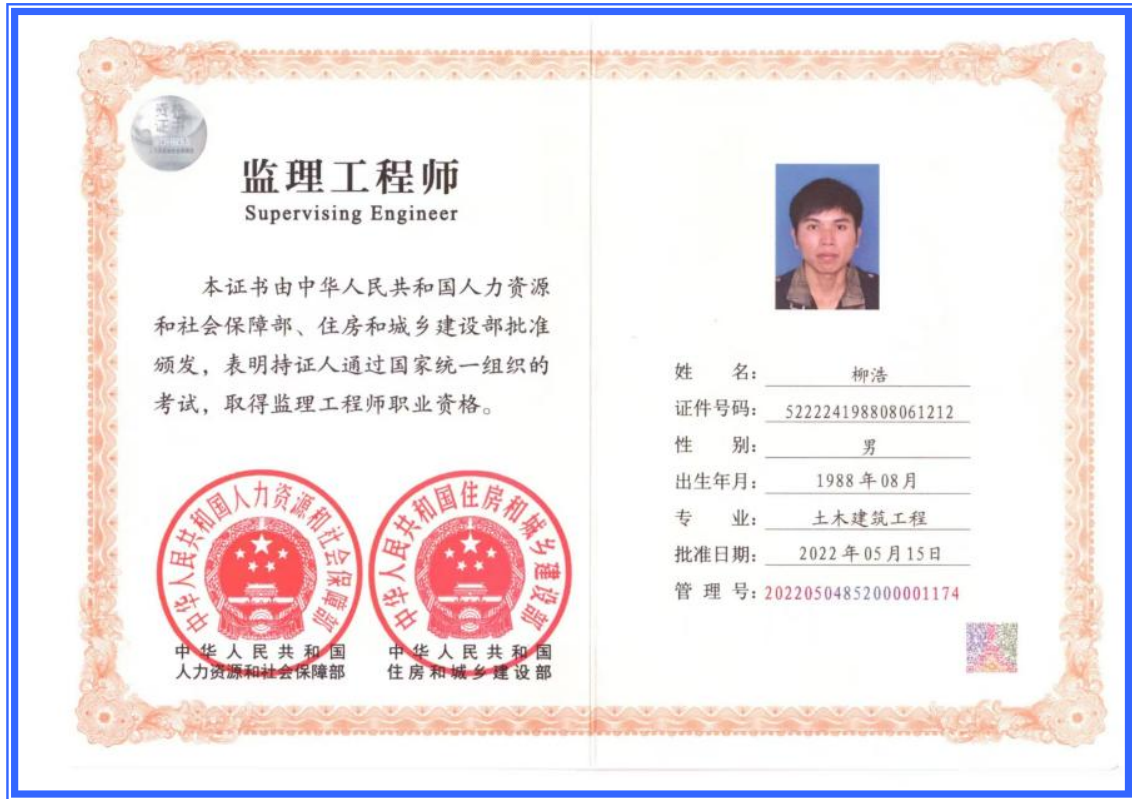 监理工程师
Supervising Engineer
本证书由中华人民共和国人力资源
和社会保障部、住房和城乡建设部批准
颁发，表明持证人通过国家统一组织的
考试，取得监理工程师职业资格。
中华人民共和国人力资源和社会保障部
中华人民共和国住房和城乡建设部
中华人民共和国
人力资源和社会保障部
中华人民共和国
住房和城乡建设部
姓 名： 柳浩
证件号码： 522224198808061212
性 别： 男
出生年月： 1988年08月
专 业： 土木建筑工程
批准日期： 2022年05月15日
管 理 号：20220504852000001174